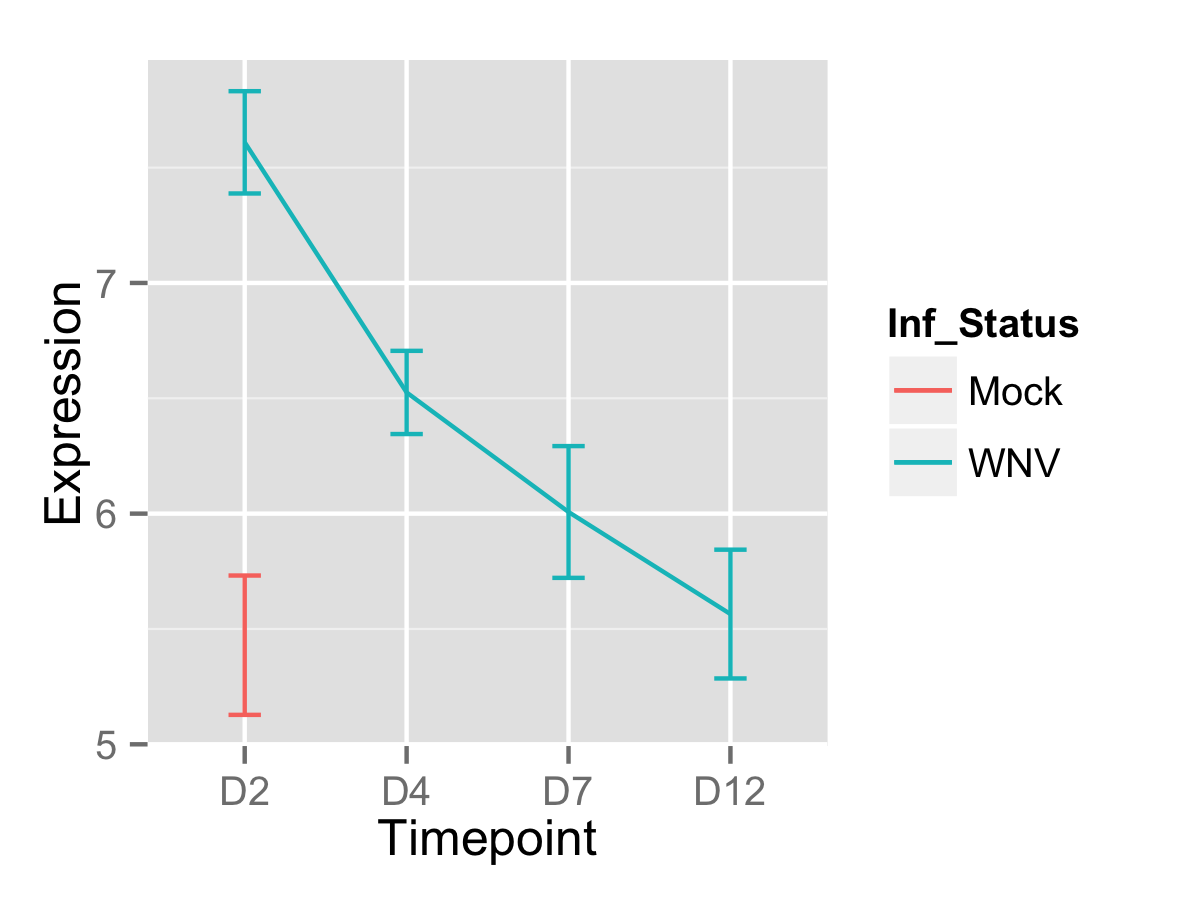 Expression
7
6
5
D2 D4 D7 D12
Timepoint
Inf_Status
Mock
WNV